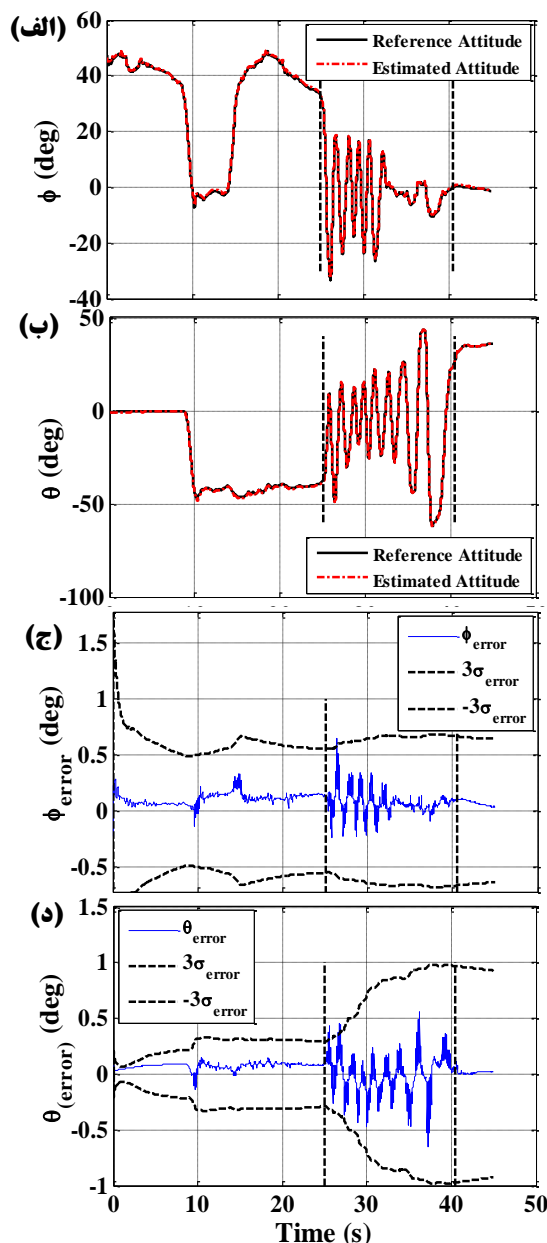 (الف)
60
40
20
0
-20
-40
ϕ (deg)
Reference Attitude
Estimated Attitude
(ب)
50
0
-50
-100
θ (deg)
Reference Attitude
Estimated Attitude
(ج)
1.5
1
0.5
0
-0.5
ϕerror (deg)
ϕerror
3σerror
-3σerror
(د)
1.5
1
0.5
0
-0.5
-1
θ(error) (deg)
θerror
3σerror
-3σerror
0 10 20 30 40 50
Time (s)